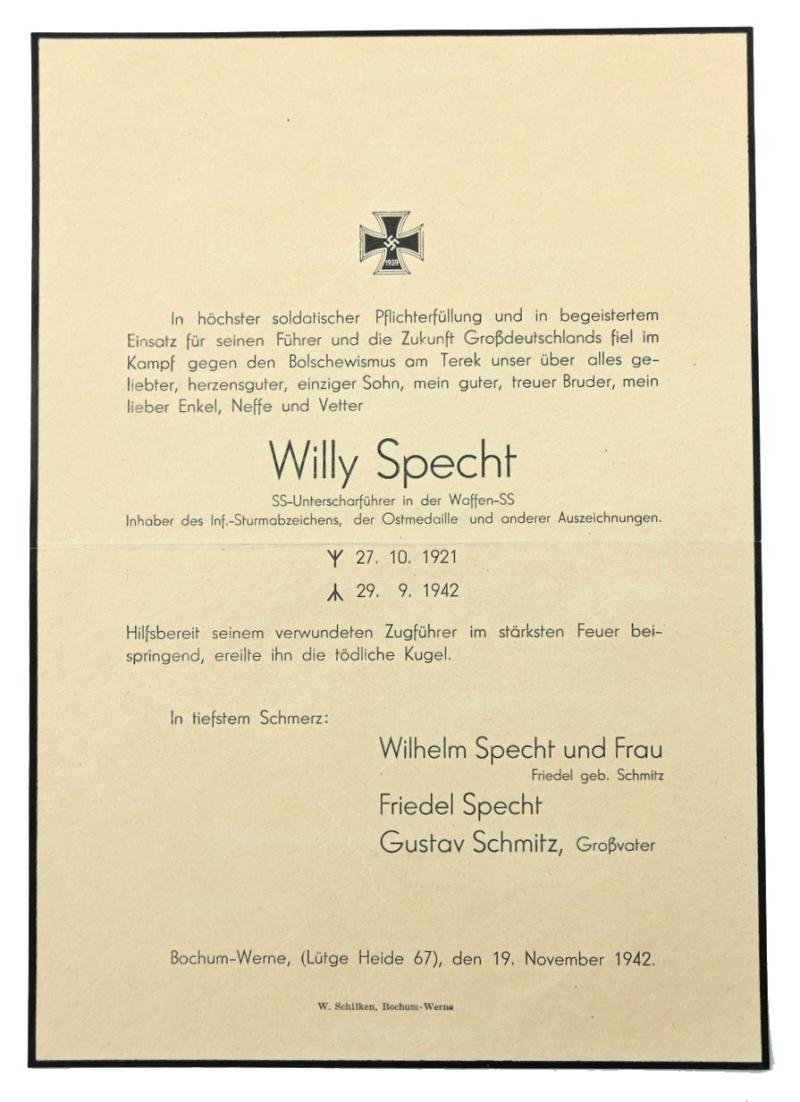 1939
In höchster soldatischer Pflichterfüllung und in begeistertem
Einsatz für seinen Führer und die Zukunft Großdeutschlands fiel im
Kampf gegen den Bolschewismus am Terek unser über alles ge-
liebter, herzensguter, einziger Sohn, mein guter, treuer Bruder, mein
lieber Enkel, Neffe und Vetter
Willy Specht
SS-Unterscharführer in der Waffen-SS
Inhaber des Inf.-Sturmabzeichens, der Ostmedaille und anderer Auszeichnungen.
ᛉ 27. 10. 1921
ᛦ 29. 9. 1942
Hilfsbereit seinem verwundeten Zugführer im stärksten Feuer bei-
springend, ereilte ihn die tödliche Kugel.
In tiefstem Schmerz:
Wilhelm Specht und Frau
Friedel geb. Schmitz
Friedel Specht
Gustav Schmitz, Großvater
Bochum-Werne, (Lütge Heide 67), den 19. November 1942.
W. Schilken, Bochum-Werne